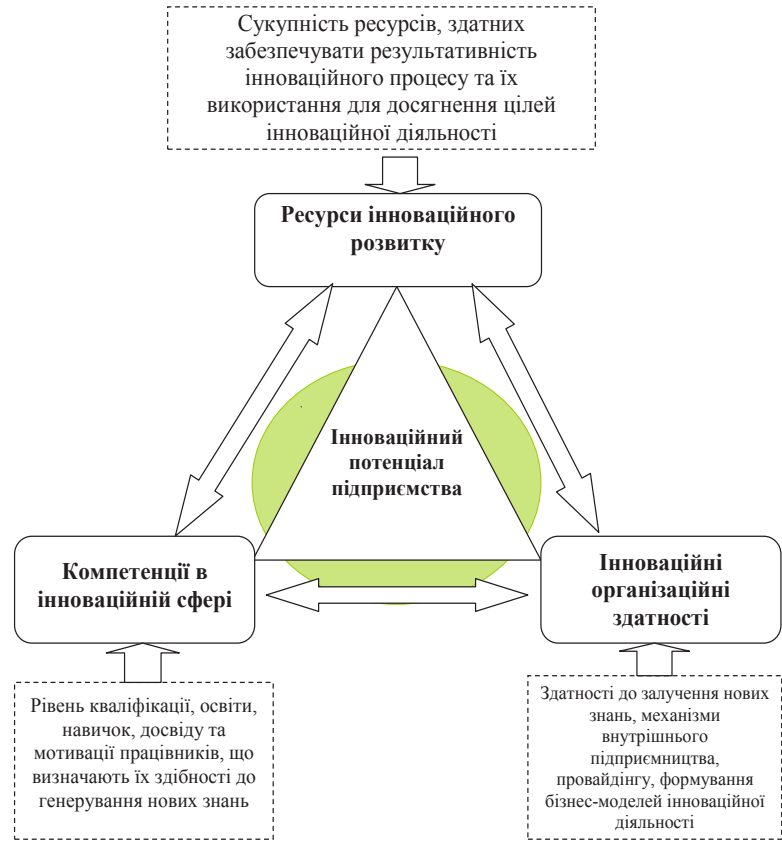 Сукупність ресурсів, здатних
забезпечувати результативність
інноваційного процесу та їх
використання для досягнення цілей
інноваційної діяльності
Ресурси інноваційного
розвитку
Інноваційний
потенціал
підприємства
Компетенції в
інноваційній сфері
Інноваційні
організаційні
здатності
Рівень кваліфікації, освіти,
навичок, досвіду та
мотивації працівників, що
визначають їх здібності до
генерування нових знань
Здатності до залучення нових
знань, механізми
внутрішнього
підприємництва,
провайдінгу, формування
бізнес-моделей інноваційної
діяльності